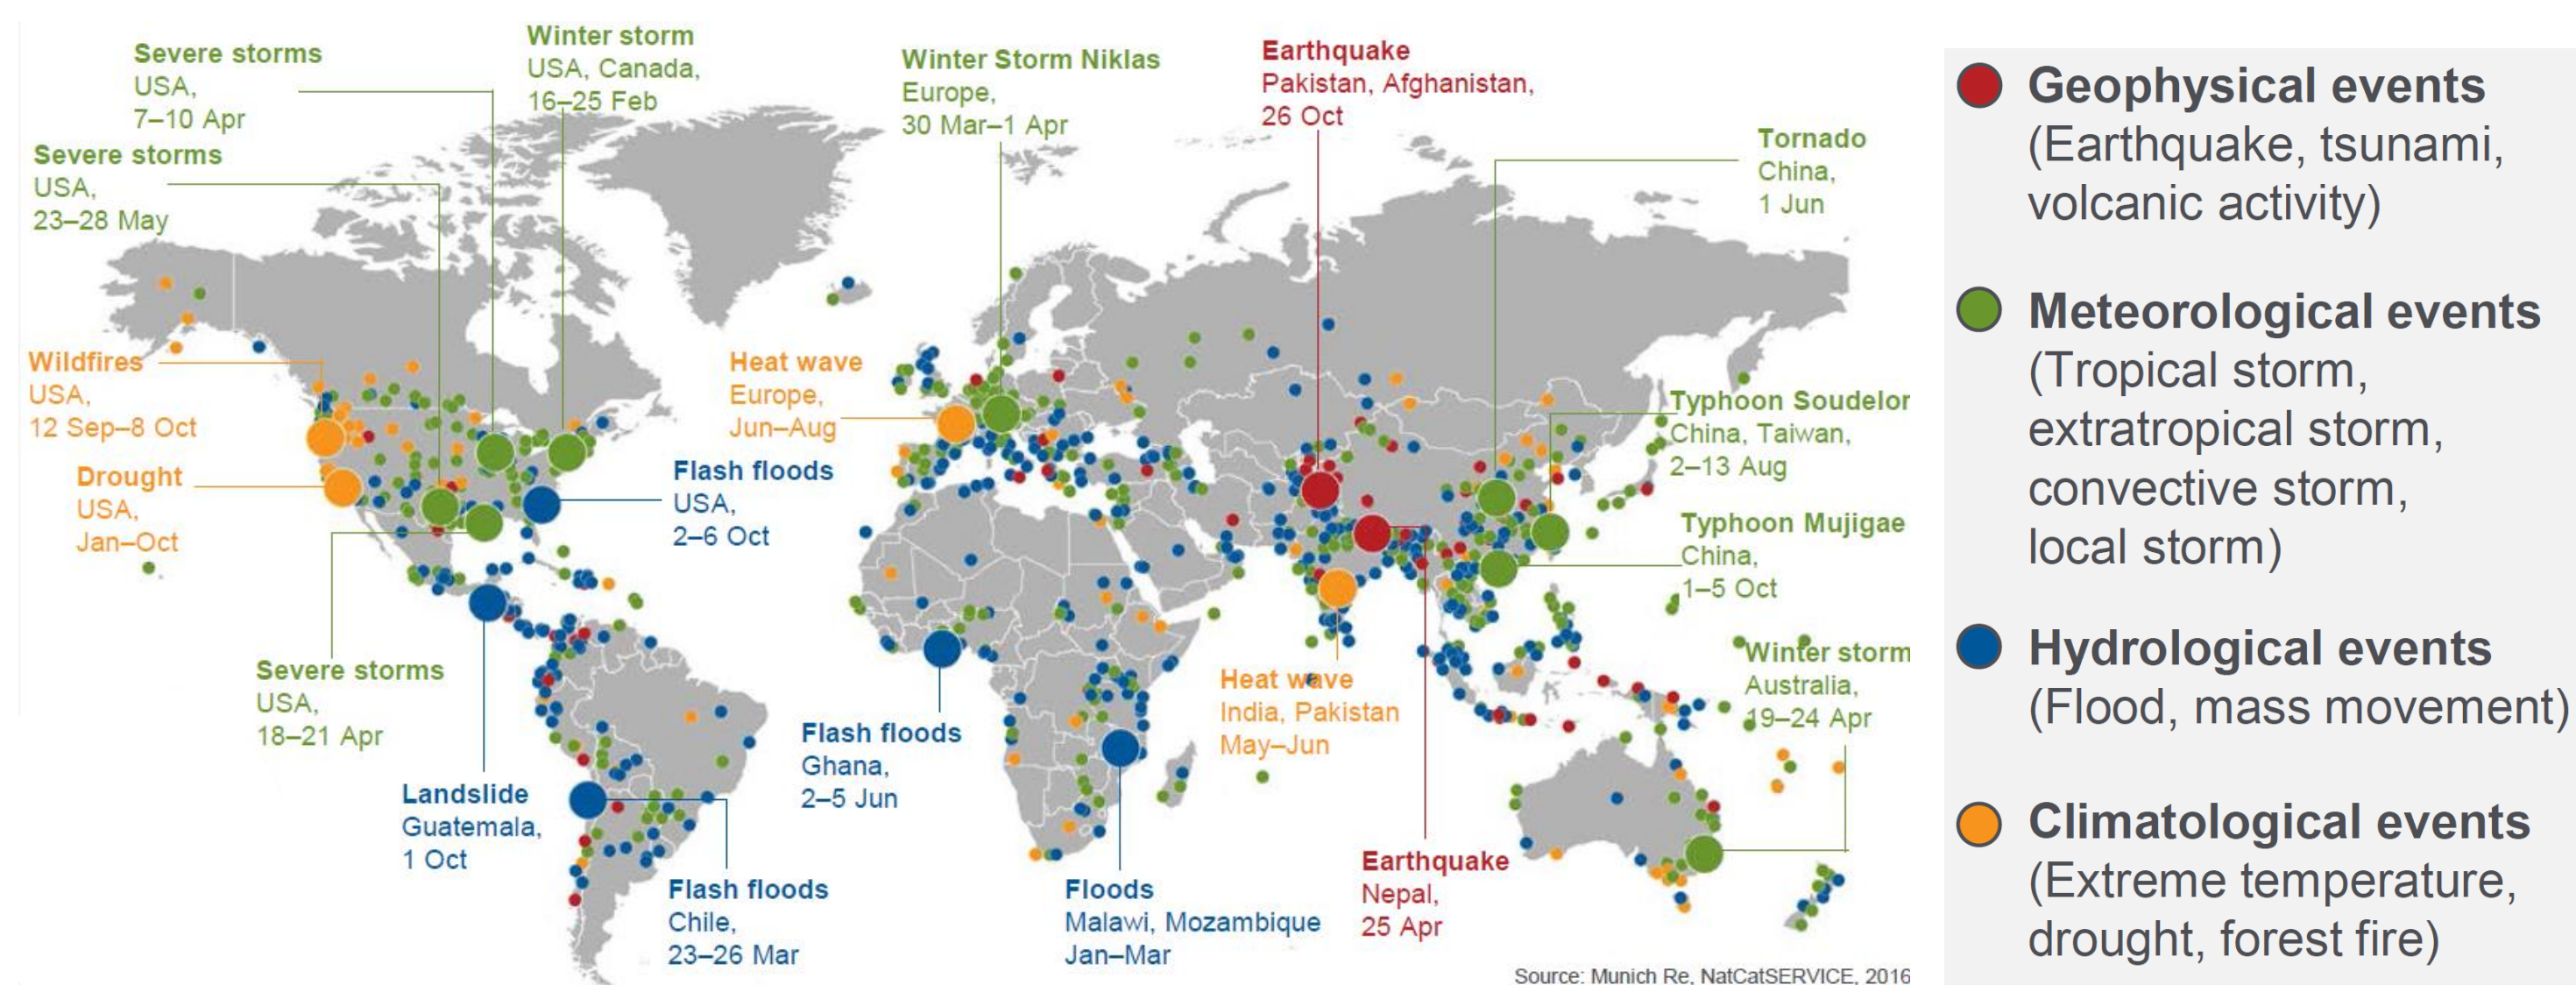 Severe storms
USA,
7–10 Apr
Winter storm
USA, Canada,
16–25 Feb
Winter Storm Niklas
Europe,
30 Mar–1 Apr
Earthquake
Pakistan, Afghanistan,
26 Oct
Tornado
China,
1 Jun
Severe storms
USA,
23–28 May
Wildfires
USA,
12 Sep–8 Oct
Drought
USA,
Jan–Oct
Heat wave
Europe,
Jun–Aug
Flash floods
USA,
2–6 Oct
Typhoon Soudelor
China, Taiwan,
2–13 Aug
Typhoon Mujigae
China,
1–5 Oct
Severe storms
USA,
18–21 Apr
Landslide
Guatemala,
1 Oct
Flash floods
Chile,
23–26 Mar
Flash floods
Ghana,
2–5 Jun
Floods
Malawi, Mozambique
Jan–Mar
Heat wave
India, Pakistan
May–Jun
Earthquake
Nepal,
25 Apr
Winter storm
Australia,
19–24 Apr
Source: Munich Re, NatCatSERVICE, 2016
Geophysical events
(Earthquake, tsunami,
volcanic activity)
Meteorological events
(Tropical storm,
extratropical storm,
convective storm,
local storm)
Hydrological events
(Flood, mass movement)
Climatological events
(Extreme temperature,
drought, forest fire)